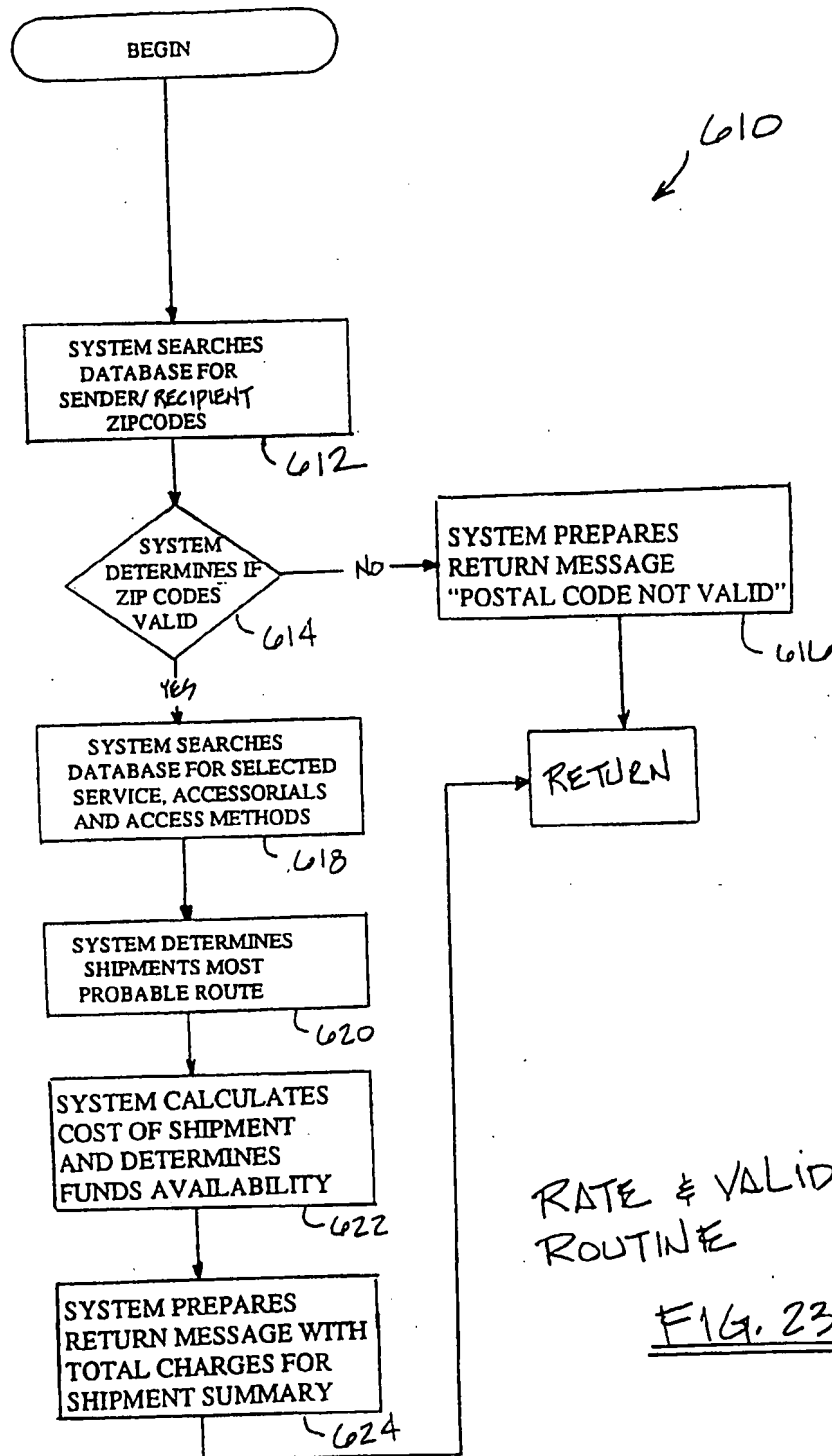 BEGIN
610
SYSTEM SEARCHES
DATABASE FOR
SENDER/ RECIPIENT
ZIPCODES
612
SYSTEM
DETERMINES IF
ZIP CODES
VALID
614
NO
SYSTEM PREPARES
RETURN MESSAGE
"POSTAL CODE NOT VALID"
616
YES
SYSTEM SEARCHES
DATABASE FOR SELECTED
SERVICE, ACCESSORIALS
AND ACCESS METHODS
618
RETURN
SYSTEM DETERMINES
SHIPMENTS MOST
PROBABLE ROUTE
620
SYSTEM CALCULATES
COST OF SHIPMENT
AND DETERMINES
FUNDS AVAILABILITY
622
SYSTEM PREPARES
RETURN MESSAGE WITH
TOTAL CHARGES FOR
SHIPMENT SUMMARY
624
RATE & VALID
ROUTINE
FIG. 23